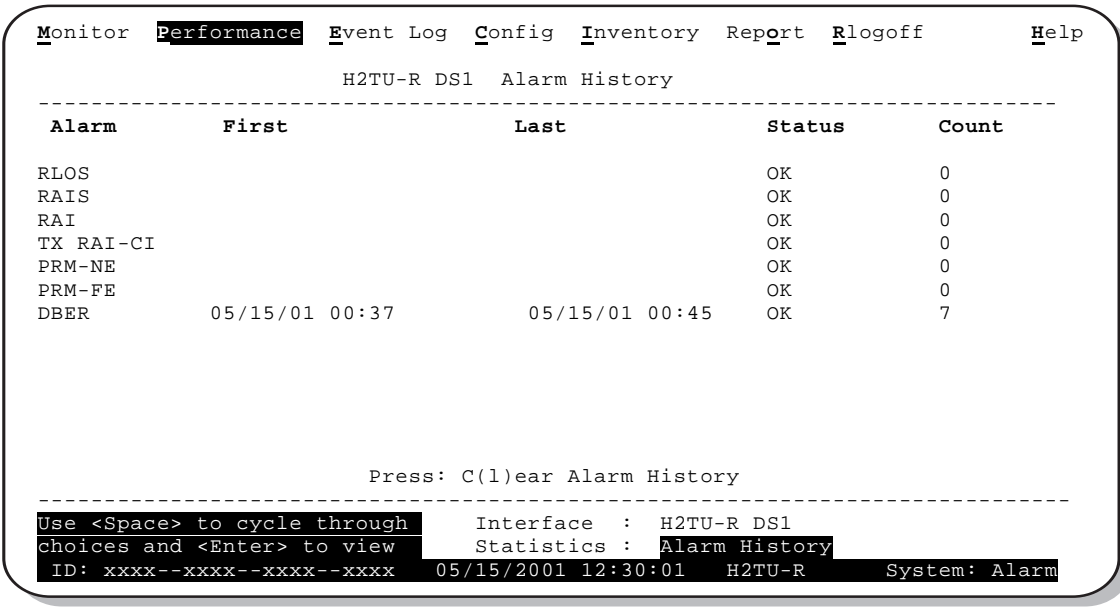 Monitor Performance Event Log Config Inventory Report Rlogoff Help
H2TU-R DS1 Alarm History
--------------------------------------------------------------------------------
Alarm First Last Status Count
RLOS OK 0
RAIS OK 0
RAI OK 0
TX RAI-CI OK 0
PRM-NE OK 0
PRM-FE OK 0
DBER 05/15/01 00:37 05/15/01 00:45 OK 7
Press: C(l)ear Alarm History
--------------------------------------------------------------------------------
Use <Space> to cycle through Interface : H2TU-R DS1
choices and <Enter> to view Statistics : Alarm History
ID: xxxx--xxxx--xxxx--xxxx 05/15/2001 12:30:01 H2TU-R System: Alarm